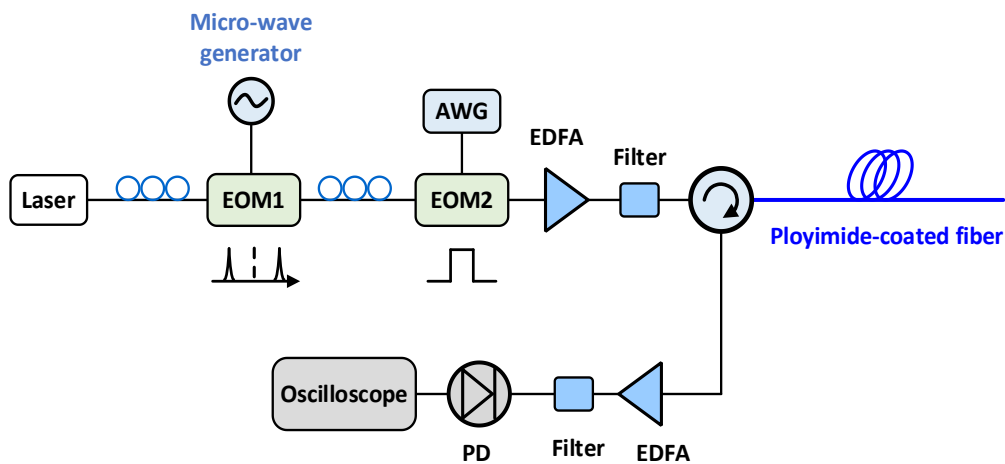 Micro-wave
generator
AWG
EDFA
Filter
Laser
EOM1
EOM2
Ployimide-coated fiber
Oscilloscope
PD
Filter
EDFA